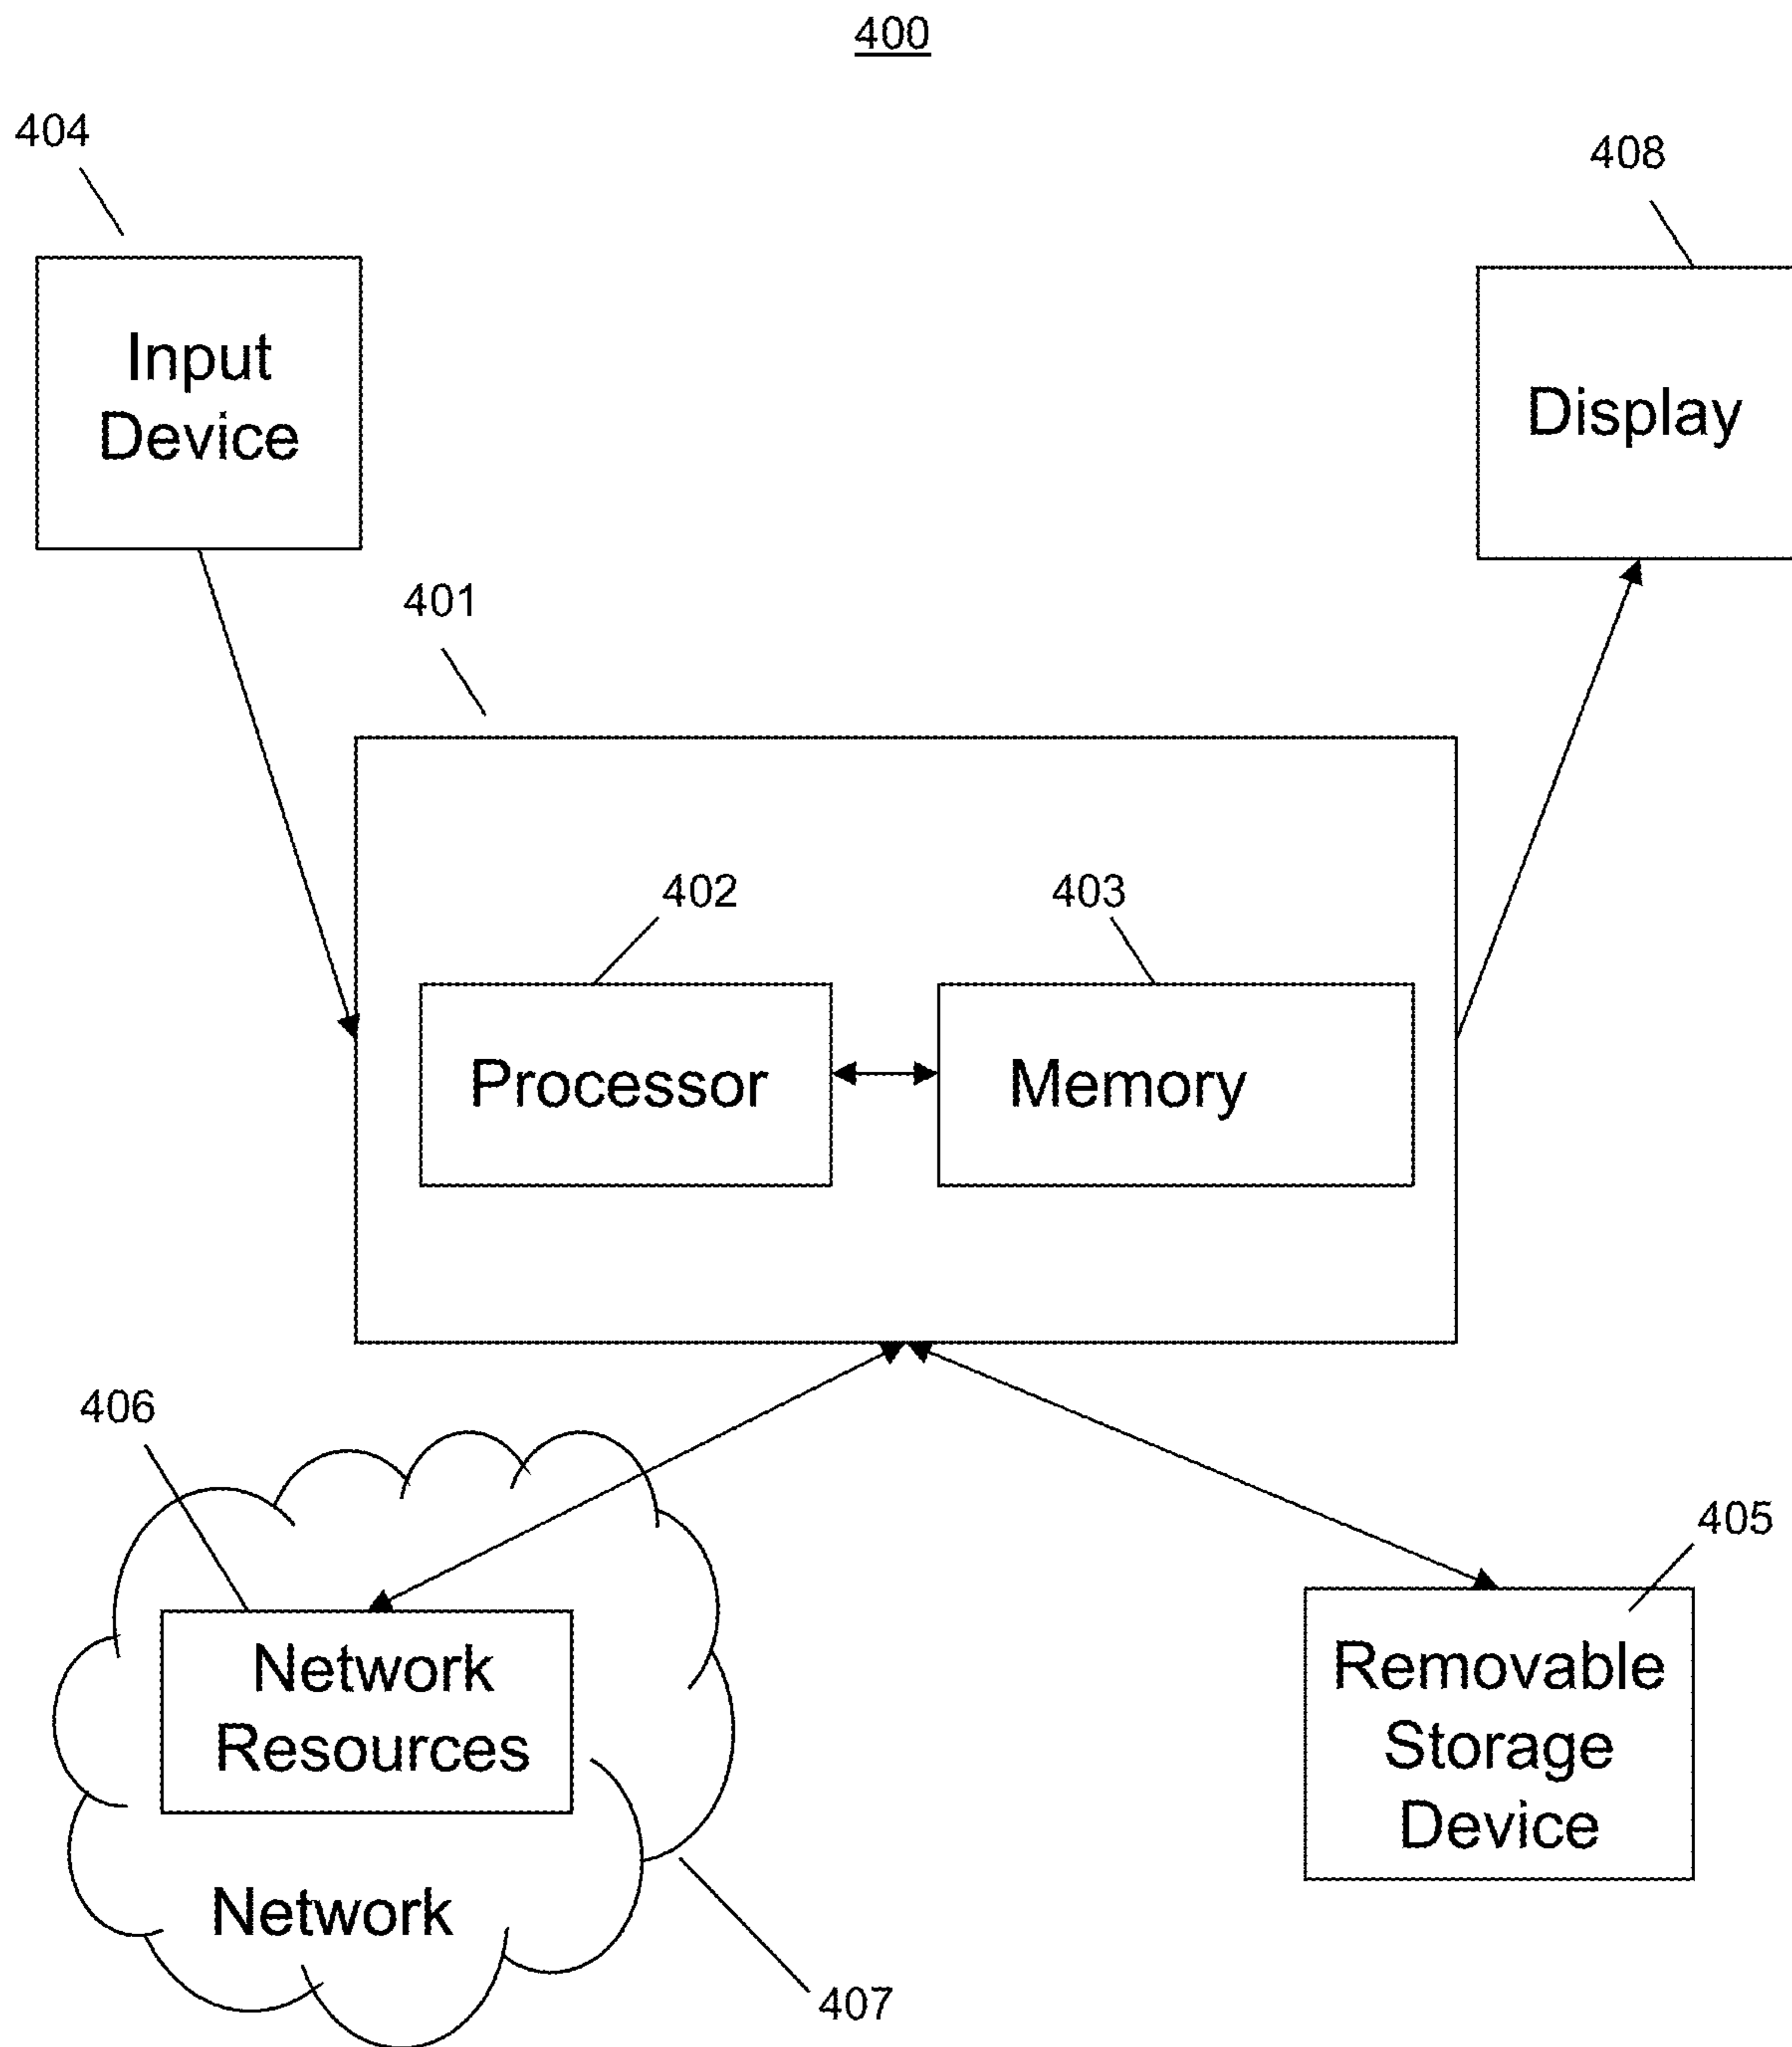 400
404
408
Input
Device
Display
401
402
403
Processor
Memory
406
405
Network
Resources
Removable
Storage
Device
Network
407